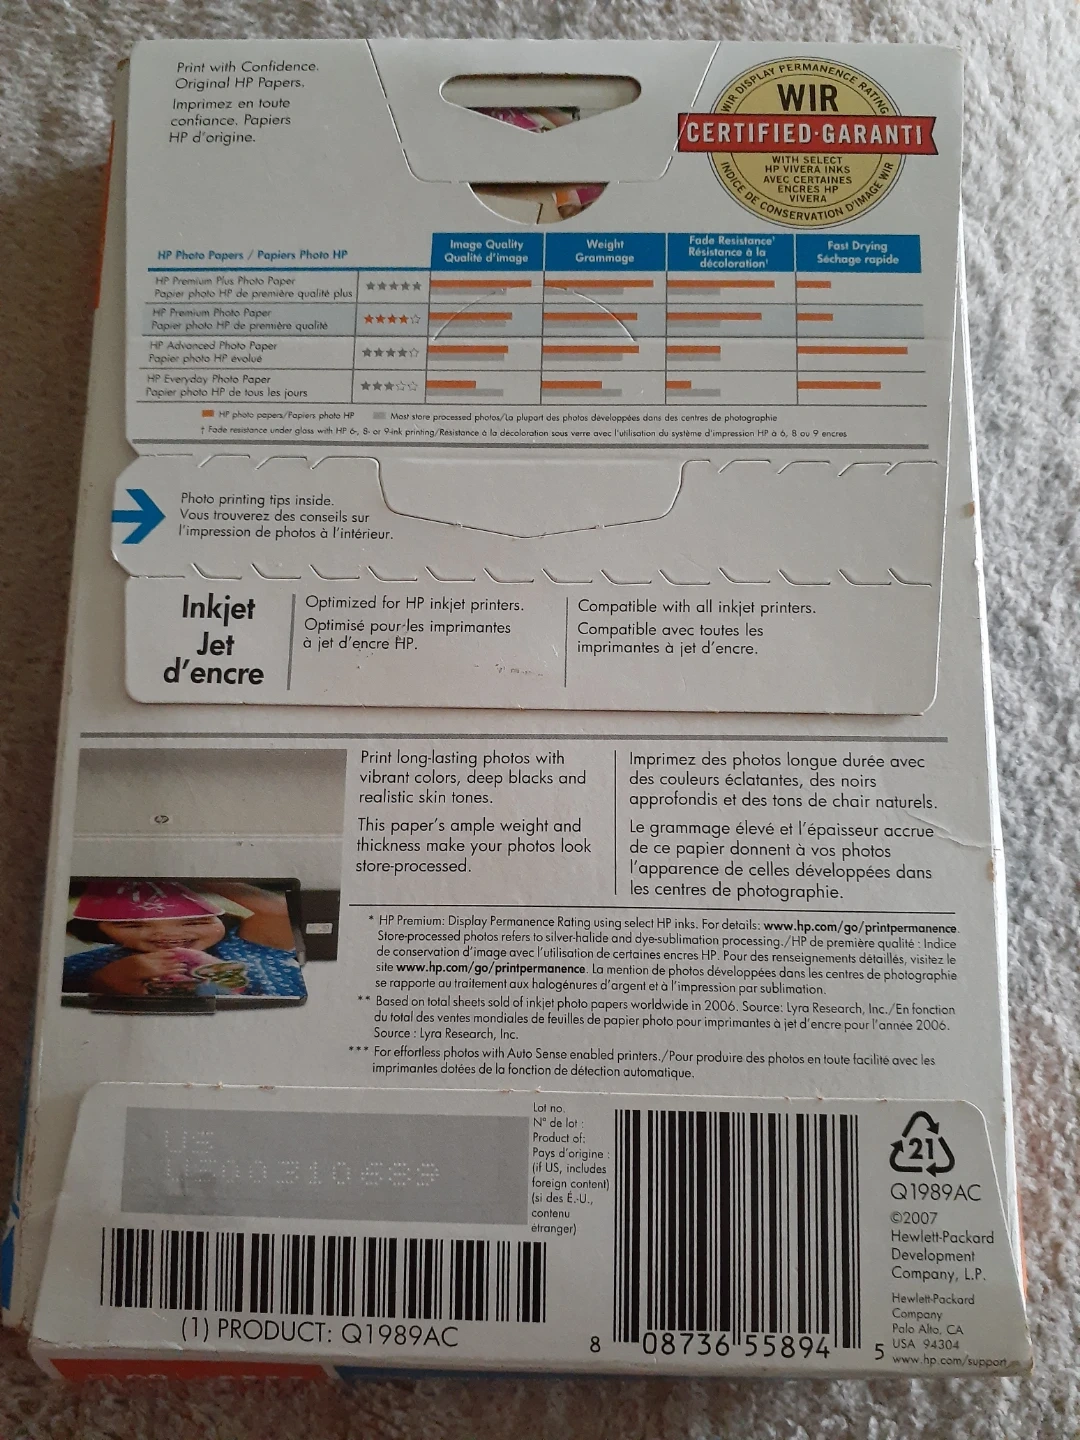 Print with Confidence.
Original HP Papers.
Imprimez en toute
confiance. Papiers
HP d'origine.
WIR DISPLAY PERMANENCE RATING
WIR
CERTIFIED·GARANTI
WITH SELECT
HP VIVERA INKS
AVEC CERTAINES
ENCRES HP
VIVERA
INDICE DE CONSERVATION D'IMAGE WIR
HP Photo Papers / Papiers Photo HP
Image Quality
Qualité d'image
Weight
Grammage
Fade Resistance†
Résistance à la
décoloration†
Fast Drying
Séchage rapide
HP Premium Plus Photo Paper
Papier photo HP de première qualité plus
HP Premium Photo Paper
Papier photo HP de première qualité
HP Advanced Photo Paper
Papier photo HP évolué
HP Everyday Photo Paper
Papier photo HP de tous les jours
HP photo papers/Papiers photo HP
Most store processed photos/La plupart des photos développées dans des centres de photographie
† Fade resistance under glass with HP 6-, 8- or 9-ink printing/Résistance à la décoloration sous verre avec l'utilisation du système d'impression HP à 6, 8 ou 9 encres
Photo printing tips inside.
Vous trouverez des conseils sur
l'impression de photos à l'intérieur.
Inkjet
Jet
d'encre
Optimized for HP inkjet printers.
Optimisé pour les imprimantes
à jet d'encre HP.
Compatible with all inkjet printers.
Compatible avec toutes les
imprimantes à jet d'encre.
Print long-lasting photos with
vibrant colors, deep blacks and
realistic skin tones.
This paper's ample weight and
thickness make your photos look
store-processed.
Imprimez des photos longue durée avec
des couleurs éclatantes, des noirs
approfondis et des tons de chair naturels.
Le grammage élevé et l'épaisseur accrue
de ce papier donnent à vos photos
l'apparence de celles développées dans
les centres de photographie.
* HP Premium: Display Permanence Rating using select HP inks. For details: www.hp.com/go/printpermanence.
Store-processed photos refers to silver-halide and dye-sublimation processing./HP de première qualité : Indice
de conservation d'image avec l'utilisation de certaines encres HP. Pour des renseignements détaillés, visitez le
site www.hp.com/go/printpermanence. La mention de photos développées dans les centres de photographie
se rapporte au traitement aux halogénures d'argent et à l'impression par sublimation.
** Based on total sheets sold of inkjet photo papers worldwide in 2006. Source: Lyra Research, Inc./En fonction
du total des ventes mondiales de feuilles de papier photo pour imprimantes à jet d'encre pour l'année 2006.
Source : Lyra Research, Inc.
*** For effortless photos with Auto Sense enabled printers./Pour produire des photos en toute facilité avec les
imprimantes dotées de la fonction de détection automatique.
US
Lot no.
N° de lot :
Product of:
Pays d'origine :
(if US, includes
foreign content)
(si des É.-U.,
contenu
étranger)
(1) PRODUCT: Q1989AC
8 08736 55894 5
21
Q1989AC
©2007
Hewlett-Packard
Development
Company, L.P.
Hewlett-Packard
Company
Palo Alto, CA
USA 94304
www.hp.com/support